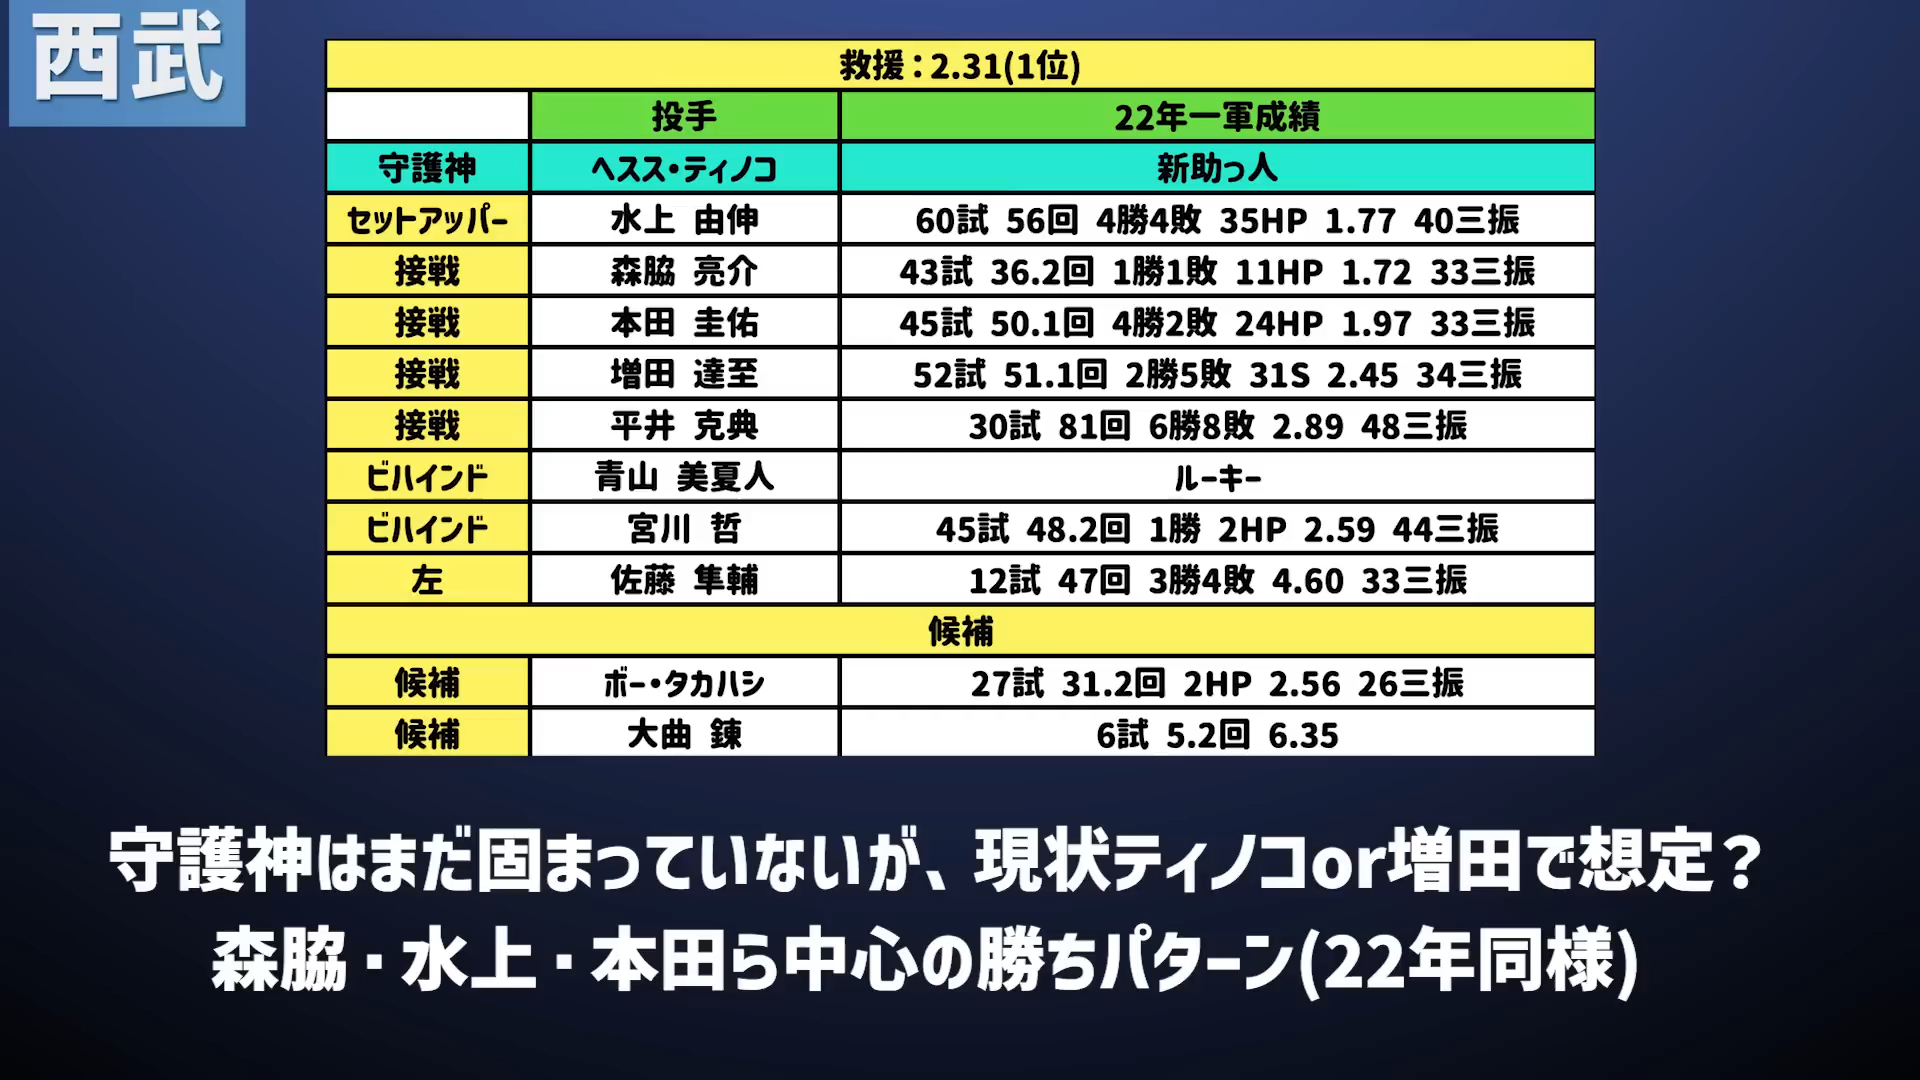 西武
救援：2.31(1位)
投手 22年一軍成績
守護神 ヘスス・ティノコ 新助っ人
セットアッパー 水上 由伸 60試 56回 4勝4敗 35HP 1.77 40三振
接戦 森脇 亮介 43試 36.2回 1勝1敗 11HP 1.72 33三振
接戦 本田 圭佑 45試 50.1回 4勝2敗 24HP 1.97 33三振
接戦 増田 達至 52試 51.1回 2勝5敗 31S 2.45 34三振
接戦 平井 克典 30試 81回 6勝8敗 2.89 48三振
ビハインド 青山 美夏人 ルーキー
ビハインド 宮川 哲 45試 48.2回 1勝 2HP 2.59 44三振
左 佐藤 隼輔 12試 47回 3勝4敗 4.60 33三振
候補
候補 ボー・タカハシ 27試 31.2回 2HP 2.56 26三振
候補 大曲 錬 6試 5.2回 6.35
守護神はまだ固まっていないが、現状ティノコor増田で想定？
森脇・水上・本田ら中心の勝ちパターン(22年同様)